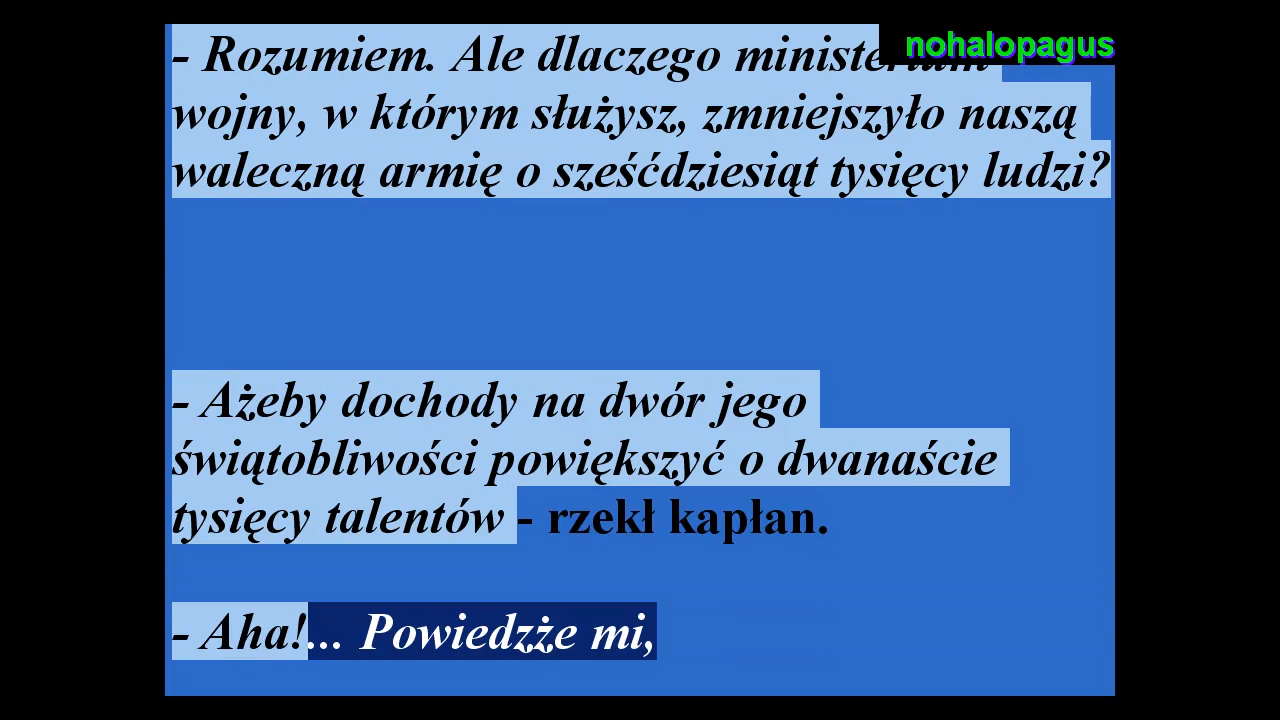 nohalopagus
- Rozumiem. Ale dlaczego ministerium
wojny, w którym służysz, zmniejszyło naszą
waleczną armię o sześćdziesiąt tysięcy ludzi?
- Ażeby dochody na dwór jego
świątobliwości powiększyć o dwanaście
tysięcy talentów - rzekł kapłan.
- Aha!... Powiedzże mi,